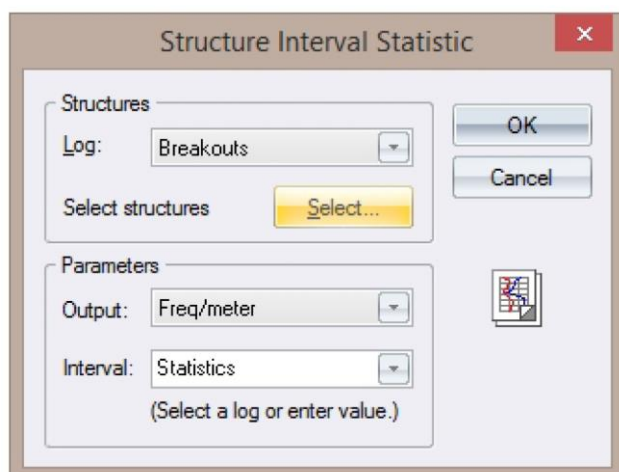 Structure Interval Statistic
Structures
Log: Breakouts
Select structures Select...
OK
Cancel
Parameters
Output: Freq/meter
Interval: Statistics
(Select a log or enter value.)